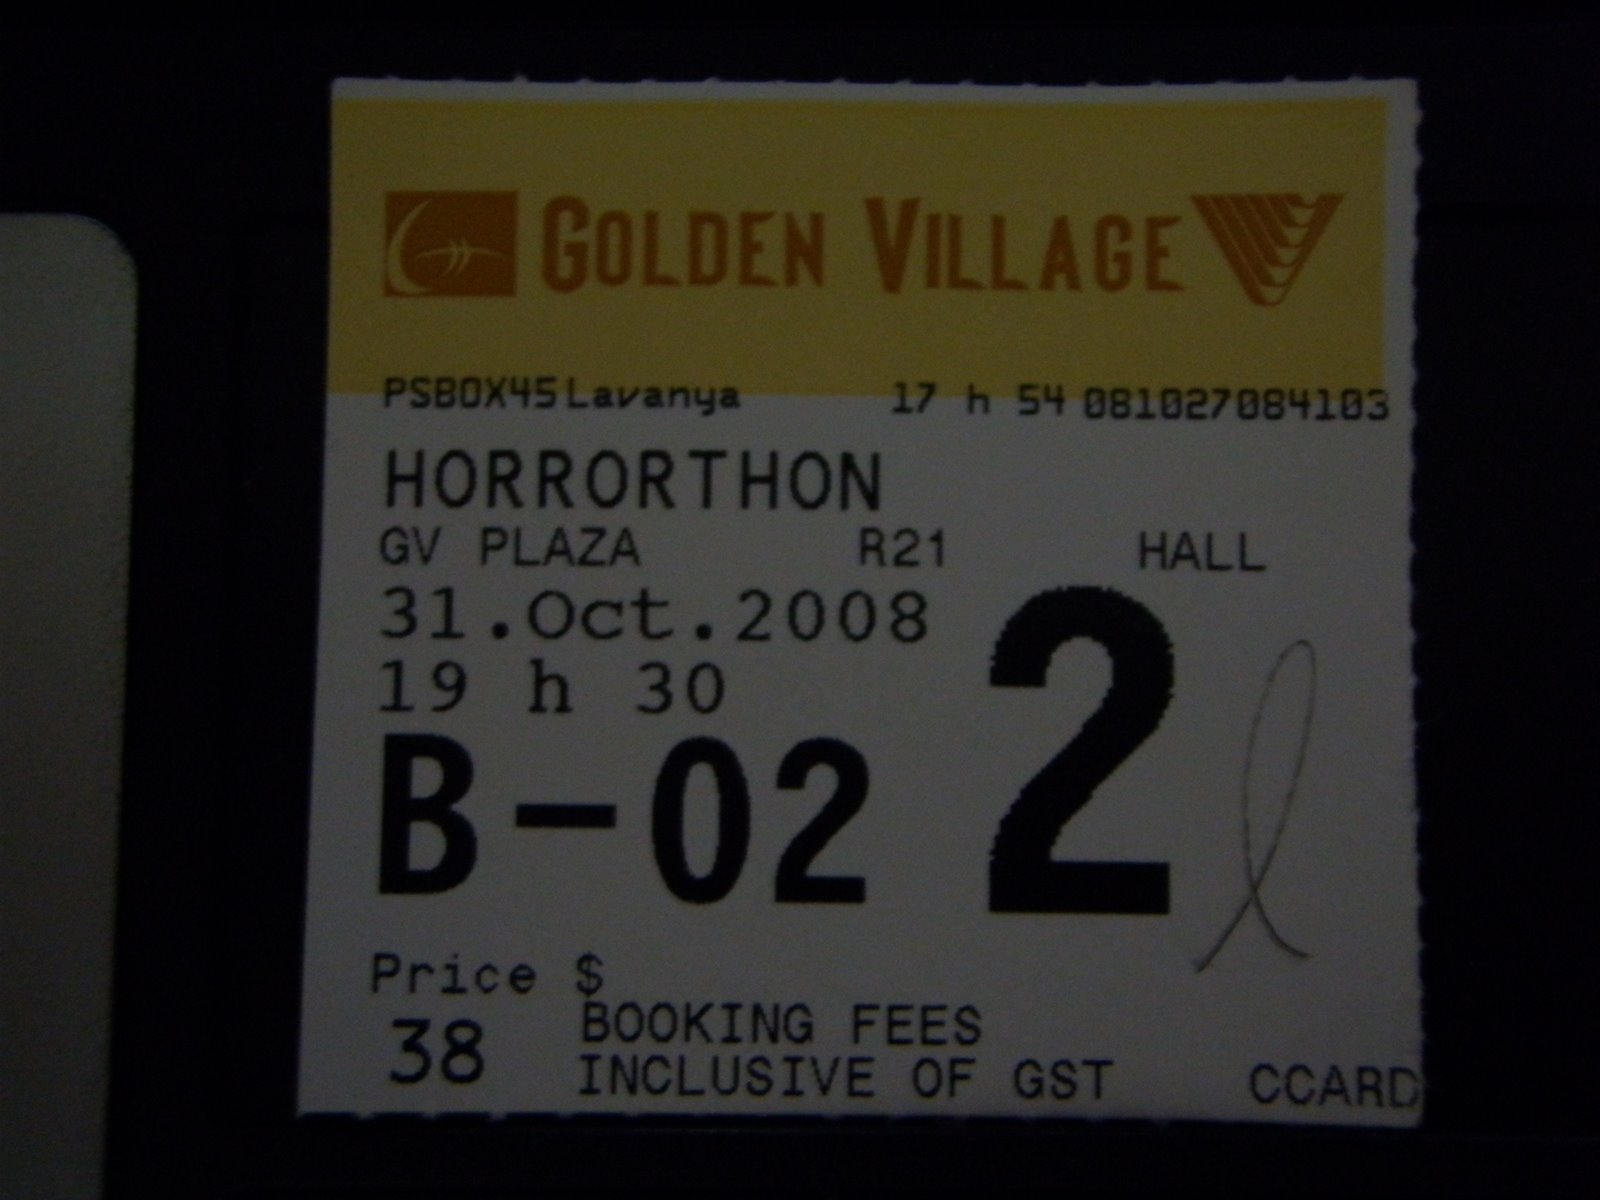 GOLDEN VILLAGE
PSBOX45 Lavanya 17 h 54 081027084103
HORRORTHON
GV PLAZA R21 HALL
31.Oct.2008
19 h 30
B-02 2
Price $
38 BOOKING FEES
INCLUSIVE OF GST CCARD